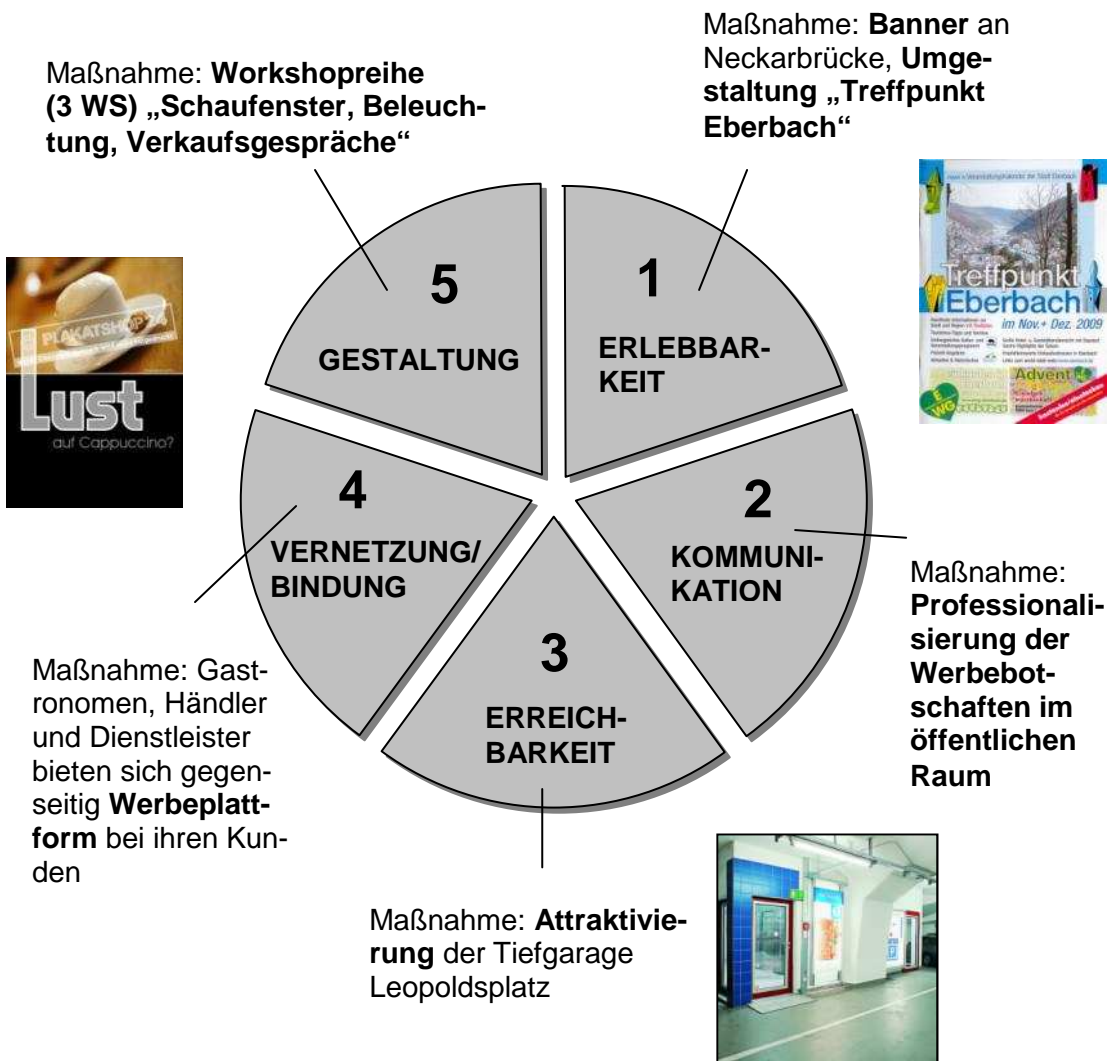 Maßnahme: Workshopreihe
(3 WS) „Schaufenster, Beleuch-
tung, Verkaufsgespräche“
Maßnahme: Banner an
Neckarbrücke, Umge-
staltung „Treffpunkt
Eberbach“
5
GESTALTUNG
1
ERLEBBAR-
KEIT
PLAKATSHOP24
Lust
auf Cappuccino?
Treffpunkt
Eberbach
im Nov.+ Dez. 2009
Advent
E
WG
4
VERNETZUNG/
BINDUNG
2
KOMMUNI-
KATION
3
ERREICH-
BARKEIT
Maßnahme:
Professionali-
sierung der
Werbebot-
schaften im
öffentlichen
Raum
Maßnahme: Gast-
ronomen, Händler
und Dienstleister
bieten sich gegen-
seitig Werbeplatt-
form bei ihren Kun-
den
Maßnahme: Attraktivie-
rung der Tiefgarage
Leopoldsplatz